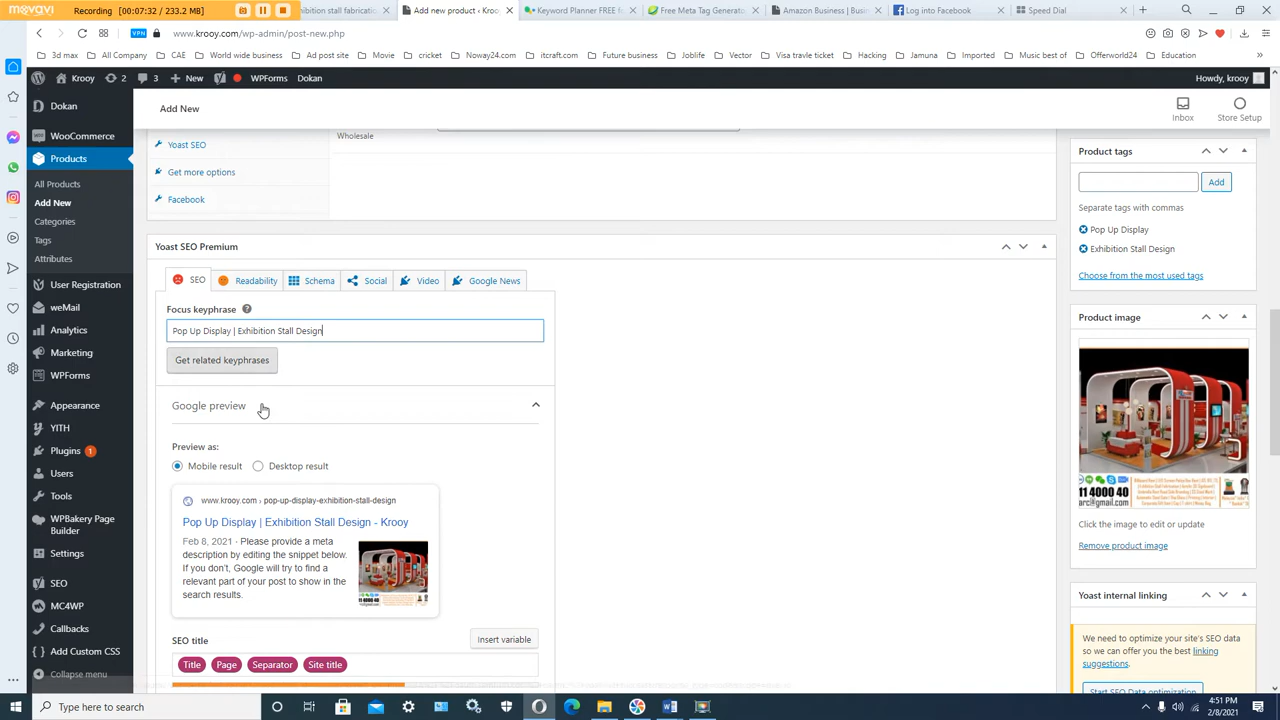 movavi
Recording | 00:07:32 / 233.2 MB
hibition stall fabricatio
Add new product ‹ Kroo
Keyword Planner FREE f
Free Meta Tag Generator
Amazon Business | Busi
Log into Facebook
Speed Dial
VPN
www.krooy.com/wp-admin/post-new.php
3d max
All Company
CAE
World wide business
Ad post site
Movie
cricket
Noway24.com
itcraft.com
Future business
Joblife
Vector
Visa travle ticket
Hacking
Jamuna
Imported
Music best of
Offerworld24
Education
Krooy
2
3
New
WPForms
Dokan
Howdy, krooy
Dokan
WooCommerce
Products
All Products
Add New
Categories
Tags
Attributes
User Registration
weMail
Analytics
Marketing
WPForms
Appearance
YITH
Plugins 1
Users
Tools
WPBakery Page
Builder
Settings
SEO
MC4WP
Callbacks
Add Custom CSS
Collapse menu
Add New
Inbox
Store Setup
Wholesale
Yoast SEO
Get more options
Facebook
Yoast SEO Premium
SEO
Readability
Schema
Social
Video
Google News
Focus keyphrase
Pop Up Display | Exhibition Stall Design
Get related keyphrases
Google preview
Preview as:
Mobile result
Desktop result
www.krooy.com › pop-up-display-exhibition-stall-design
Pop Up Display | Exhibition Stall Design - Krooy
Feb 8, 2021 · Please provide a meta
description by editing the snippet below.
If you don't, Google will try to find a
relevant part of your post to show in the
search results.
SEO title
Insert variable
Title
Page
Separator
Site title
Product tags
Add
Separate tags with commas
Pop Up Display
Exhibition Stall Design
Choose from the most used tags
Product image
11 4000 40
Click the image to edit or update
Remove product image
Yoast internal linking
We need to optimize your site's SEO data
so we can offer you the best linking
suggestions.
Start SEO Data optimization
Type here to search
4:51 PM
2/8/2021